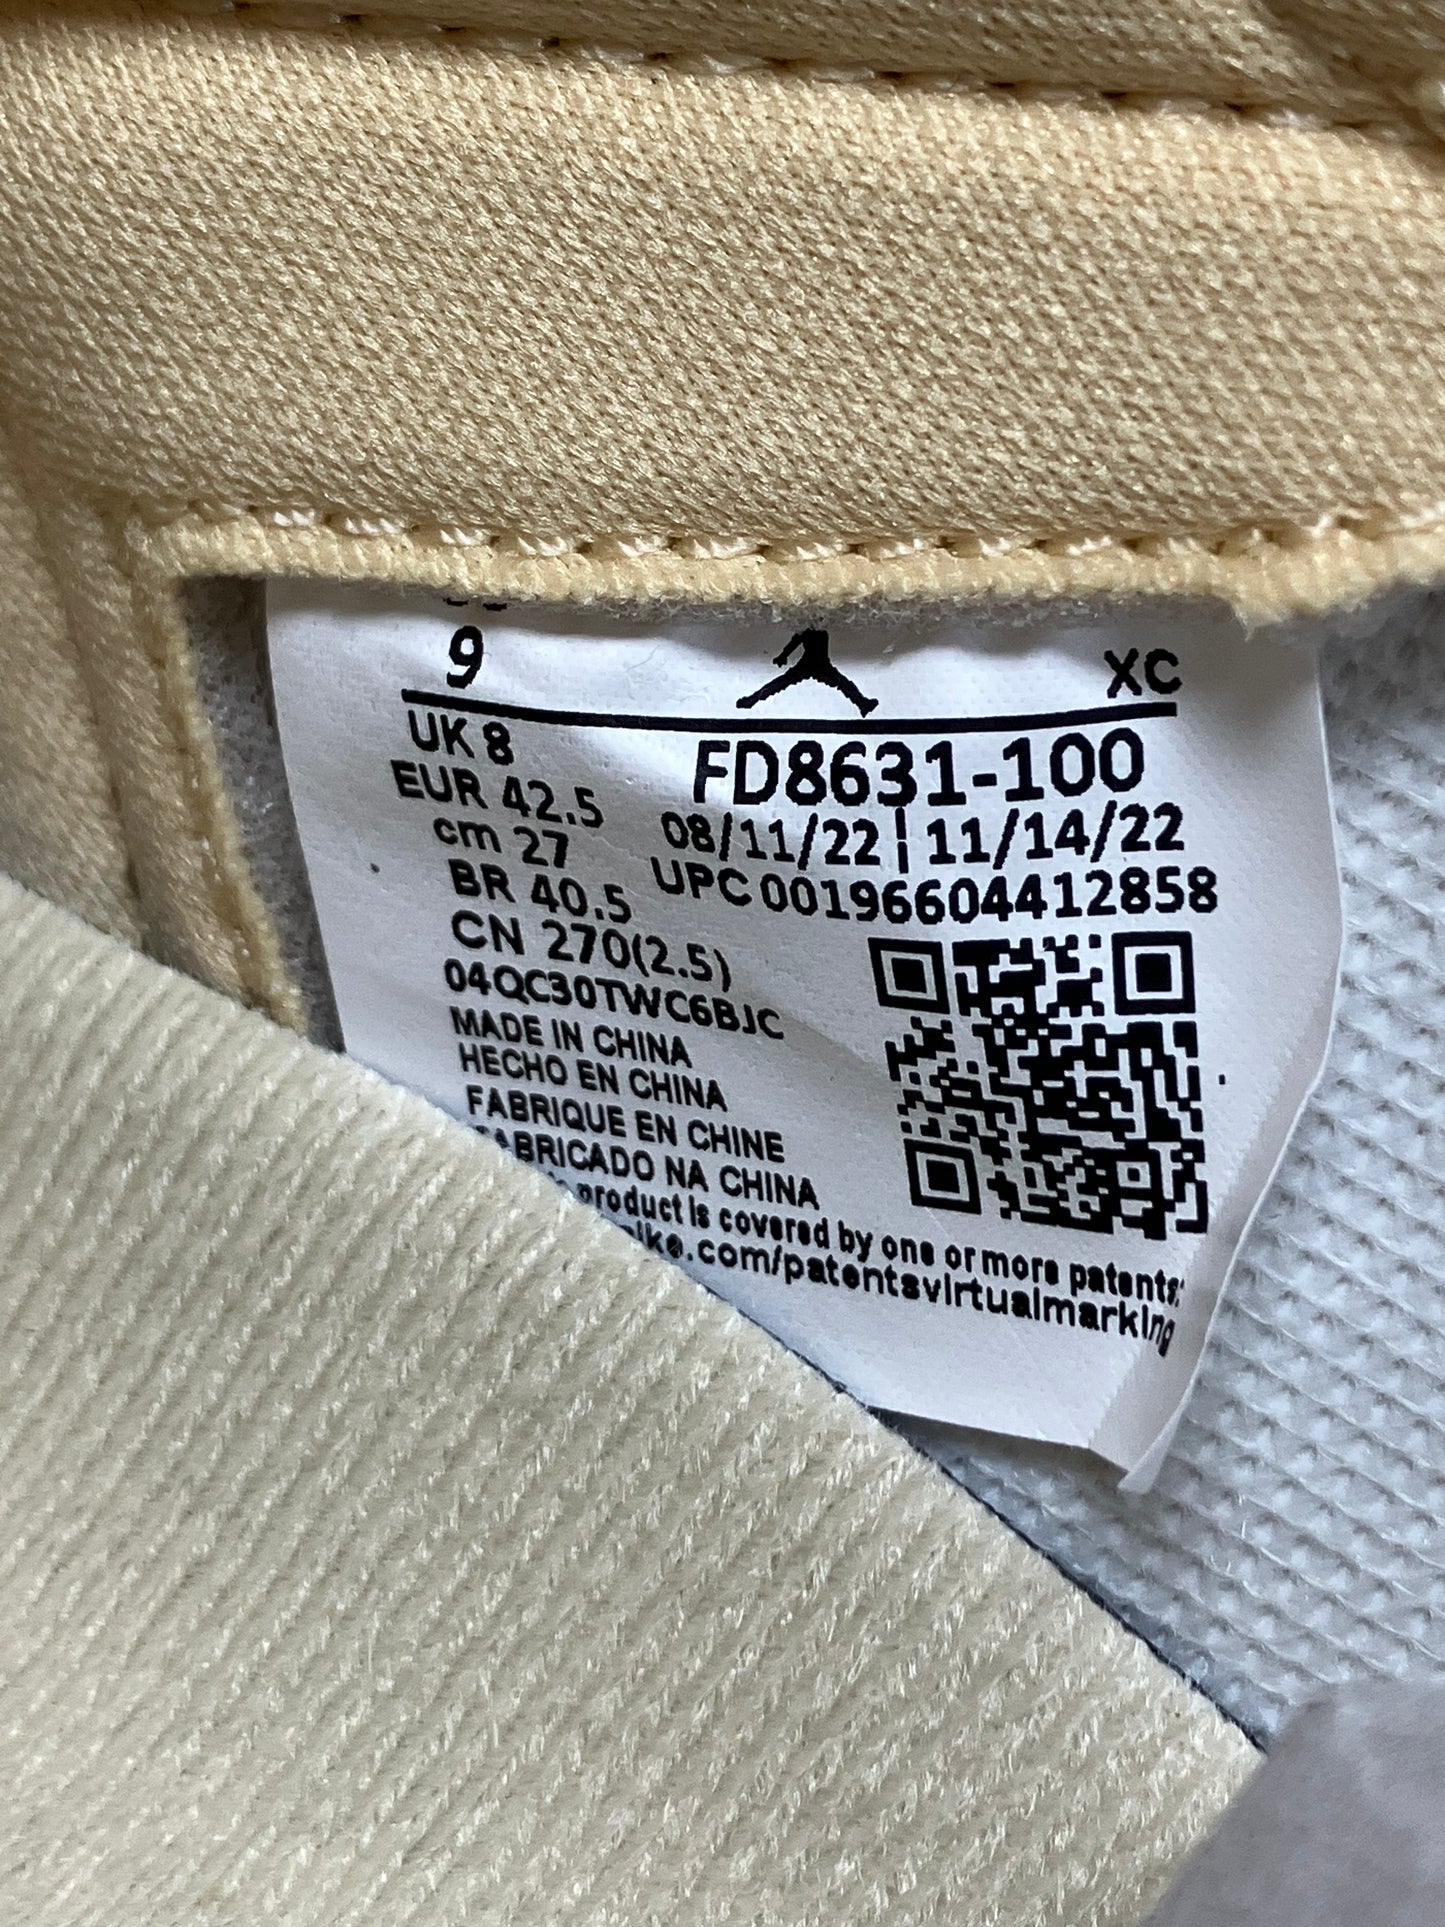 9 XC
UK 8 FD8631-100
EUR 42.5 08/11/22 | 11/14/22
cm 27 UPC 00196604412858
BR 40.5
CN 270(2.5)
04QC30TWC6BJC
MADE IN CHINA
HECHO EN CHINA
FABRIQUE EN CHINE
FABRICADO NA CHINA
product is covered by one or more patents:
nike.com/patentsvirtualmarking